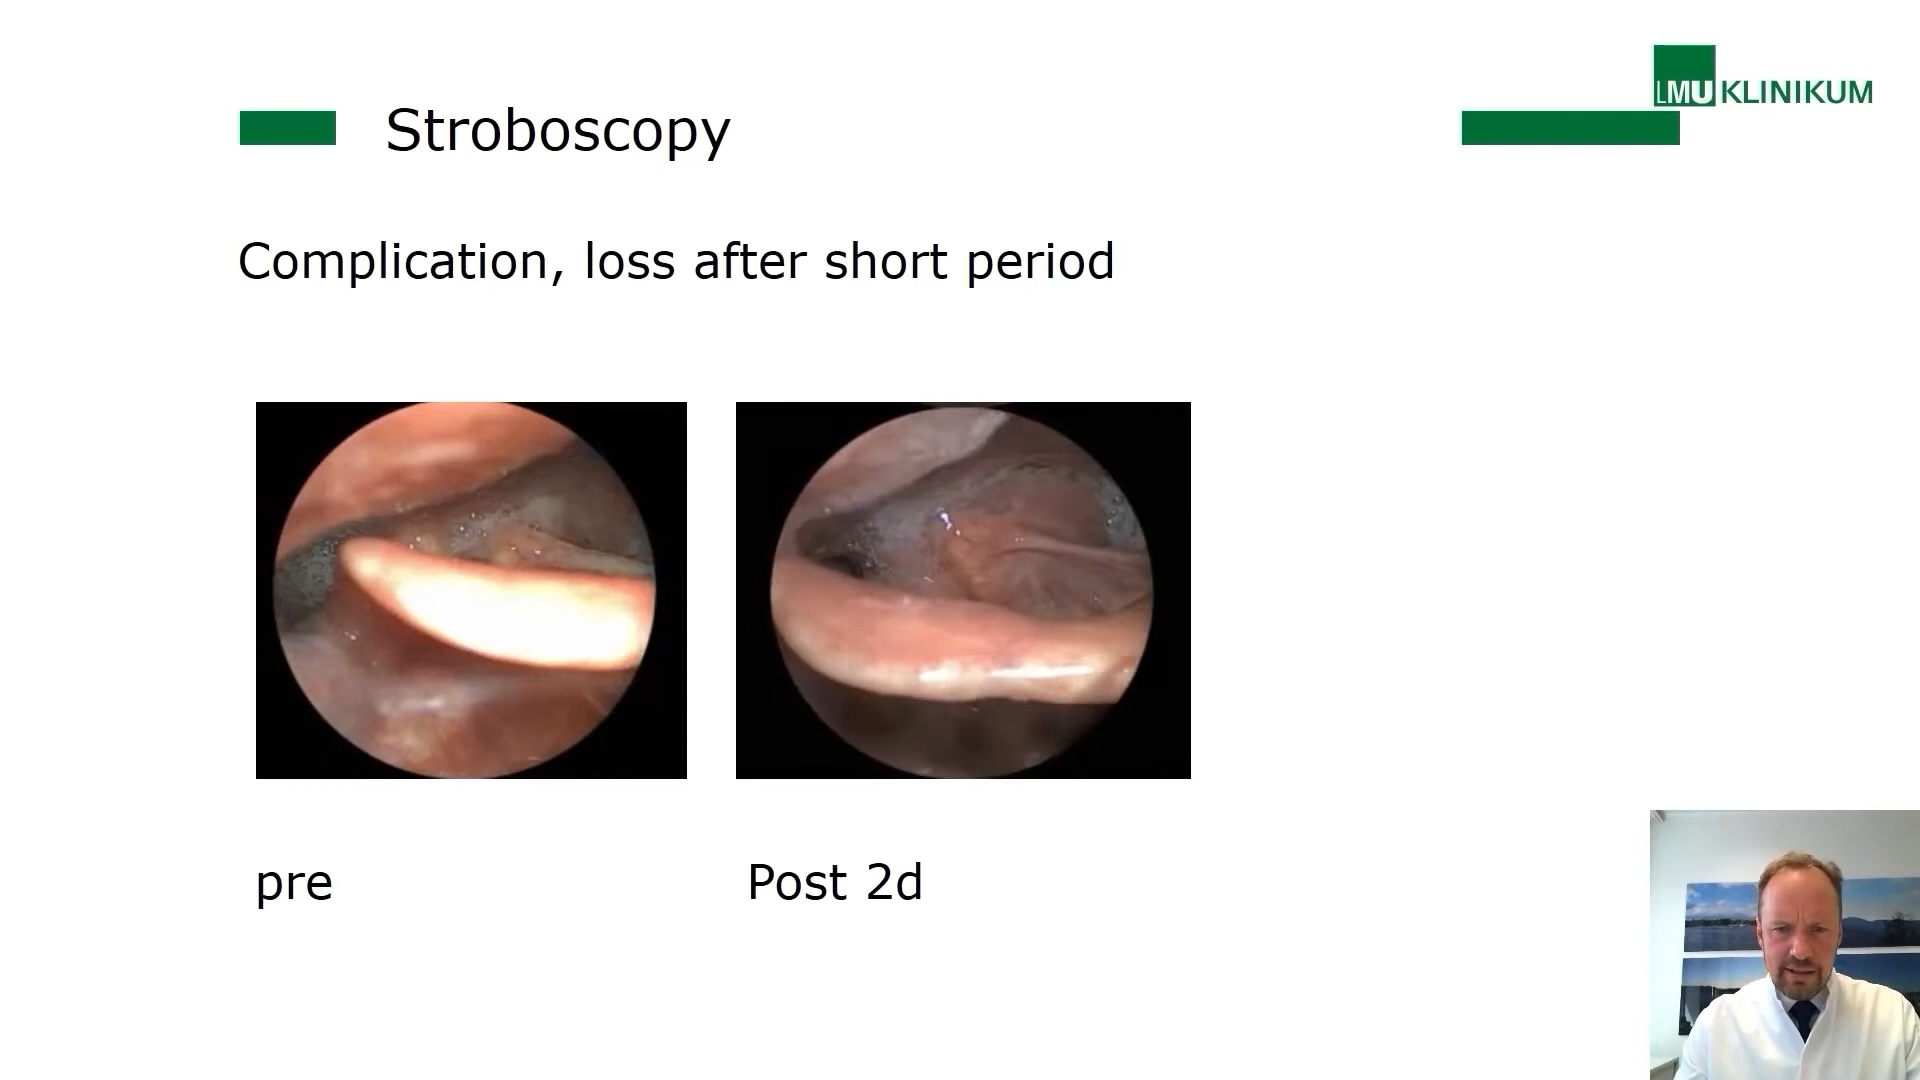 LMU KLINIKUM
Stroboscopy
Complication, loss after short period
pre
Post 2d